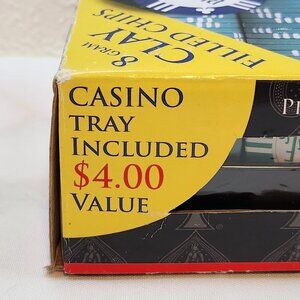 8 GRAM
CLAY
FILLED CHIPS
CASINO
TRAY
INCLUDED
$4.00
VALUE